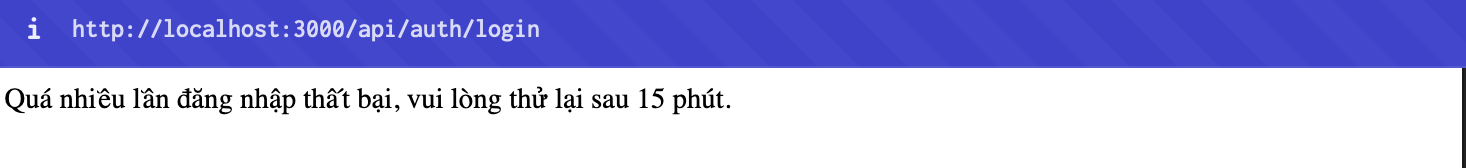 i http://localhost:3000/api/auth/login
Quá nhiều lần đăng nhập thất bại, vui lòng thử lại sau 15 phút.